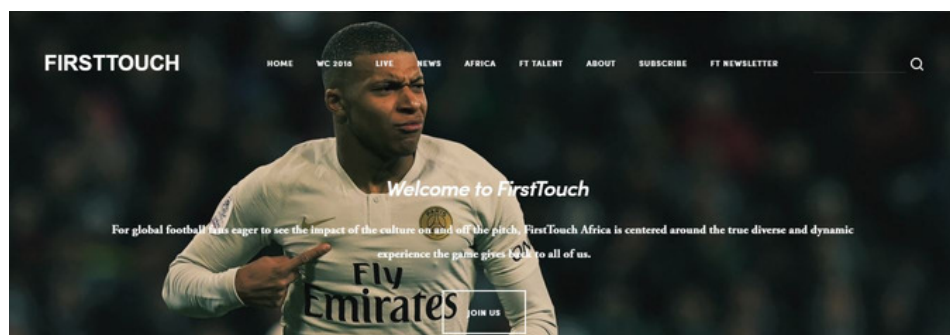 FIRSTTOUCH
HOME WC 2018 LIVE NEWS AFRICA FT TALENT ABOUT SUBSCRIBE FT NEWSLETTER
Welcome to FirstTouch
For global football fans eager to see the impact of the culture on and off the pitch, FirstTouch Africa is centered around the true diverse and dynamic
experience the game gives back to all of us.
Fly
Emirates
JOIN US